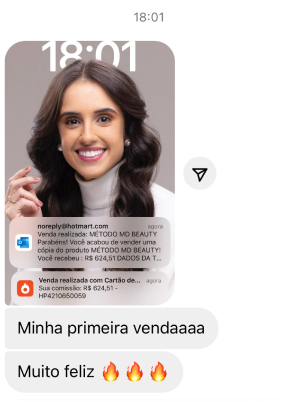 18:01
18:01
noreply@hotmart.com agora
Venda realizada: MÉTODO MD BEAUTY
Parabéns! Você acabou de vender uma
cópia do produto MÉTODO MD BEAUTY!
Você recebeu : R$ 624,51 DADOS DA T...
Venda realizada com Cartão de... agora
Sua comissão: R$ 624,51 -
HP4210650059
Minha primeira vendaaaa
Muito feliz 🔥🔥🔥